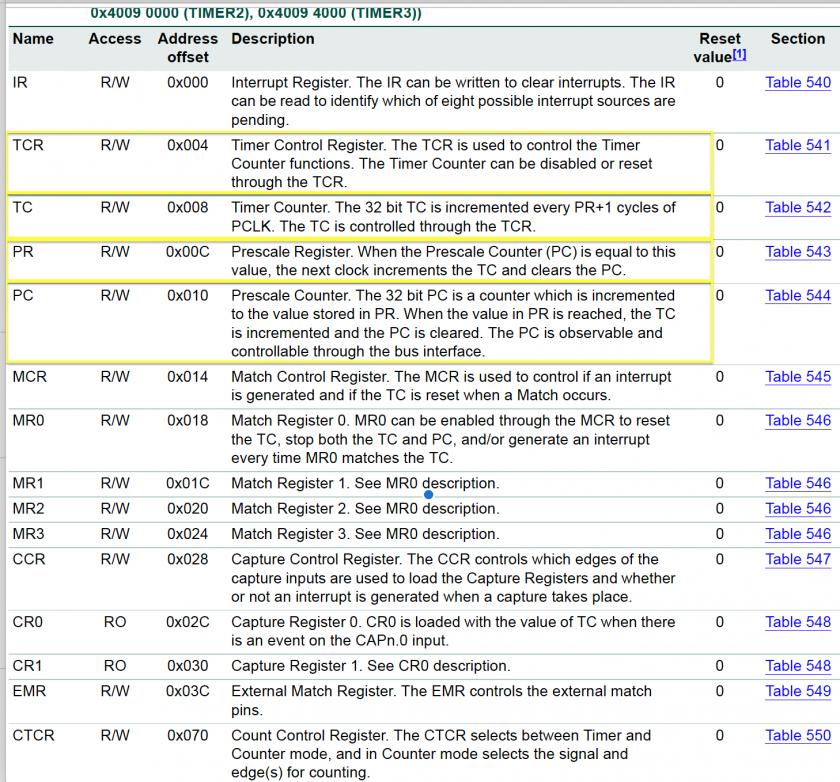 0x4009 0000 (TIMER2), 0x4009 4000 (TIMER3))
Name Access Address offset Description Reset value[1] Section
IR R/W 0x000 Interrupt Register. The IR can be written to clear interrupts. The IR 0 Table 540
can be read to identify which of eight possible interrupt sources are
pending.
TCR R/W 0x004 Timer Control Register. The TCR is used to control the Timer 0 Table 541
Counter functions. The Timer Counter can be disabled or reset
through the TCR.
TC R/W 0x008 Timer Counter. The 32 bit TC is incremented every PR+1 cycles of 0 Table 542
PCLK. The TC is controlled through the TCR.
PR R/W 0x00C Prescale Register. When the Prescale Counter (PC) is equal to this 0 Table 543
value, the next clock increments the TC and clears the PC.
PC R/W 0x010 Prescale Counter. The 32 bit PC is a counter which is incremented 0 Table 544
to the value stored in PR. When the value in PR is reached, the TC
is incremented and the PC is cleared. The PC is observable and
controllable through the bus interface.
MCR R/W 0x014 Match Control Register. The MCR is used to control if an interrupt 0 Table 545
is generated and if the TC is reset when a Match occurs.
MR0 R/W 0x018 Match Register 0. MR0 can be enabled through the MCR to reset 0 Table 546
the TC, stop both the TC and PC, and/or generate an interrupt
every time MR0 matches the TC.
MR1 R/W 0x01C Match Register 1. See MR0 description. 0 Table 546
MR2 R/W 0x020 Match Register 2. See MR0 description. 0 Table 546
MR3 R/W 0x024 Match Register 3. See MR0 description. 0 Table 546
CCR R/W 0x028 Capture Control Register. The CCR controls which edges of the 0 Table 547
capture inputs are used to load the Capture Registers and whether
or not an interrupt is generated when a capture takes place.
CR0 RO 0x02C Capture Register 0. CR0 is loaded with the value of TC when there 0 Table 548
is an event on the CAPn.0 input.
CR1 RO 0x030 Capture Register 1. See CR0 description. 0 Table 548
EMR R/W 0x03C External Match Register. The EMR controls the external match 0 Table 549
pins.
CTCR R/W 0x070 Count Control Register. The CTCR selects between Timer and 0 Table 550
Counter mode, and in Counter mode selects the signal and
edge(s) for counting.